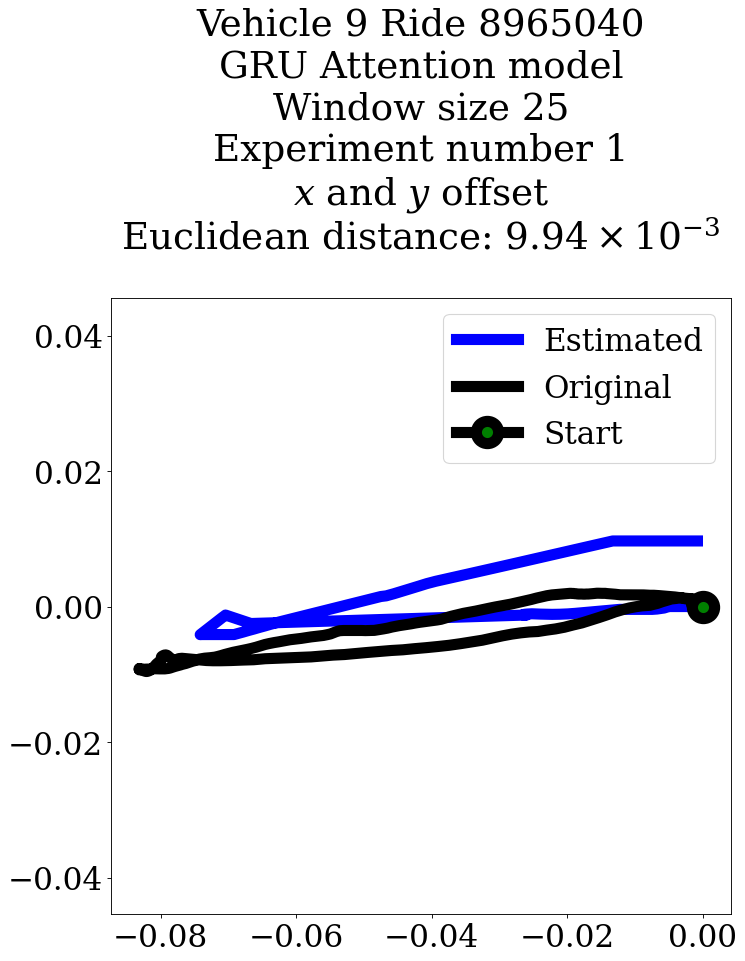 Vehicle 9 Ride 8965040
GRU Attention model
Window size 25
Experiment number 1
x and y offset
Euclidean distance: 9.94 × 10⁻³
Estimated
Original
Start
0.04
0.02
0.00
−0.02
−0.04
−0.08 −0.06 −0.04 −0.02 0.00